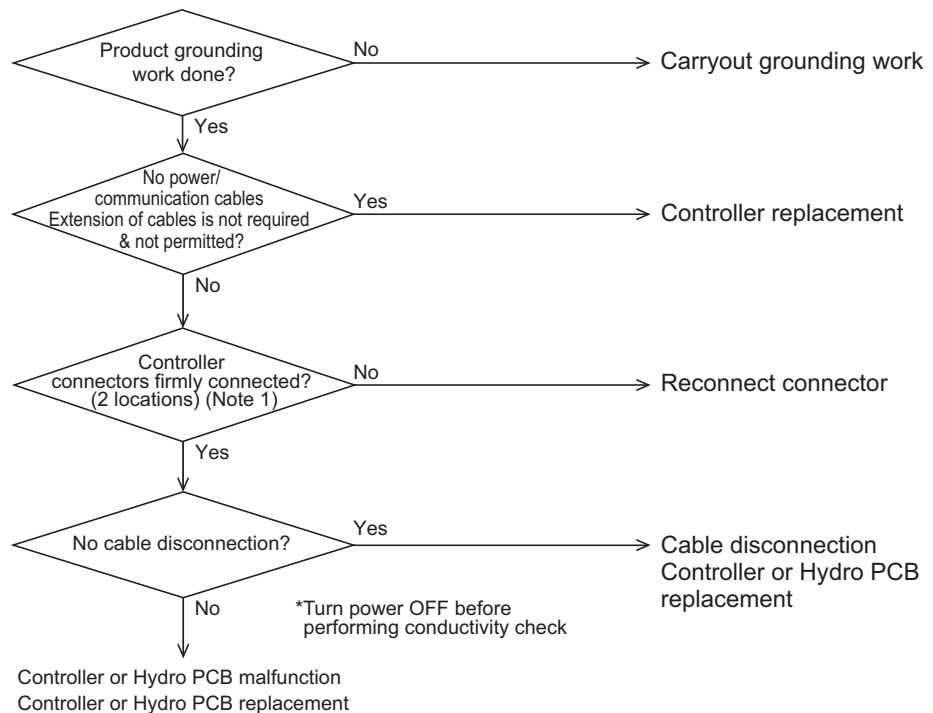 Product grounding
work done?
No
Carryout grounding work
Yes
No power/
communication cables
Extension of cables is not required
& not permitted?
Yes
Controller replacement
No
Controller
connectors firmly connected?
(2 locations) (Note 1)
No
Reconnect connector
Yes
No cable disconnection?
Yes
Cable disconnection
Controller or Hydro PCB
replacement
No
*Turn power OFF before
performing conductivity check
Controller or Hydro PCB malfunction
Controller or Hydro PCB replacement